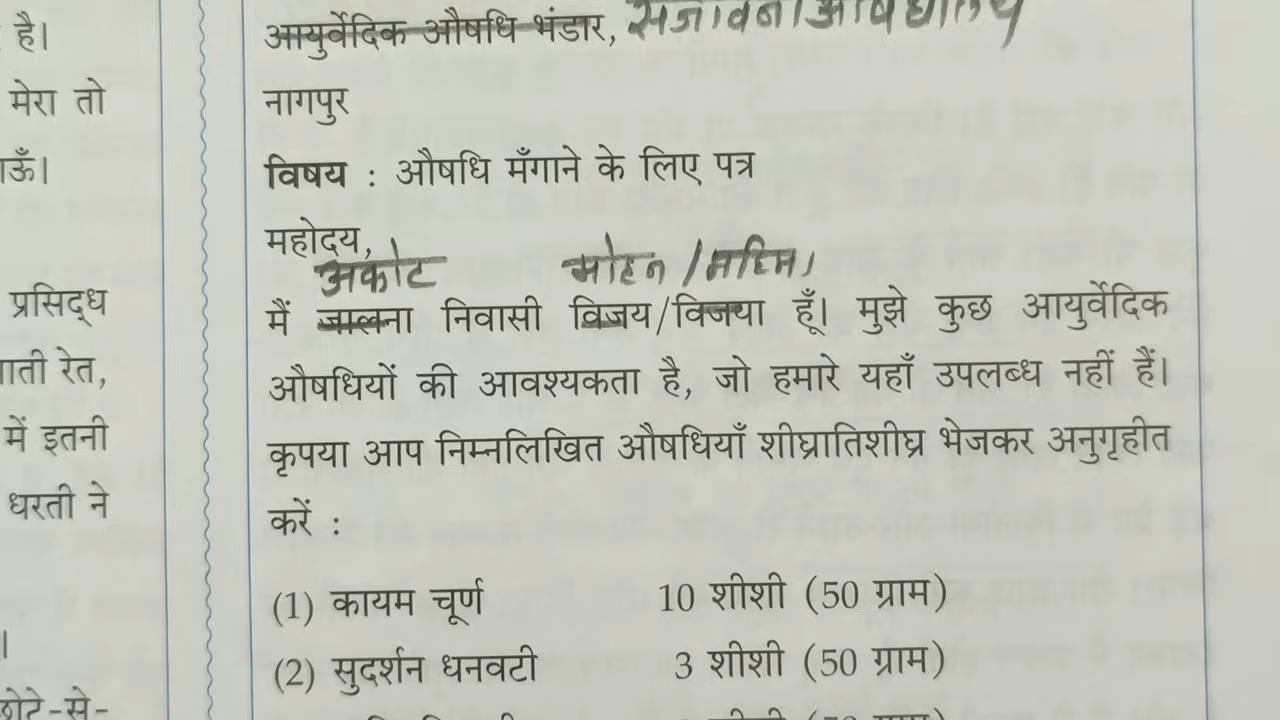 है।
मेरा तो
प्रसिद्ध
में इतनी
धरती ने
छोटे-से-
आयुर्वेदिक औषधि भंडार,
नागपुर
विषय : औषधि मँगाने के लिए पत्र
महोदय,
अकोट मोहन /
मैं जालना निवासी विजय/विजया हूँ। मुझे कुछ आयुर्वेदिक
औषधियों की आवश्यकता है, जो हमारे यहाँ उपलब्ध नहीं हैं।
कृपया आप निम्नलिखित औषधियाँ शीघ्रातिशीघ्र भेजकर अनुगृहीत
करें :
(1) कायम चूर्ण 10 शीशी (50 ग्राम)
(2) सुदर्शन धनवटी 3 शीशी (50 ग्राम)